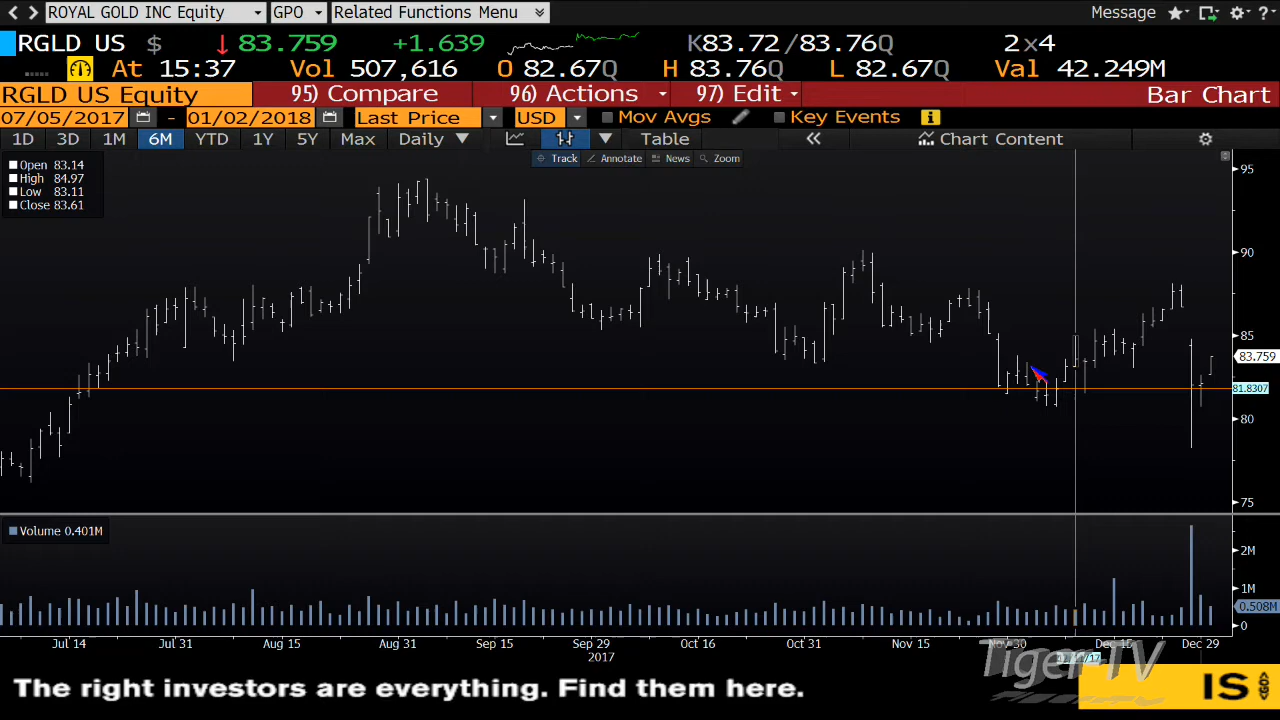 ROYAL GOLD INC Equity GPO Related Functions Menu Message ?
RGLD US $ ↓ 83.759 +1.639 K83.72 /83.76Q 2x4
At 15:37 Vol 507,616 O 82.67Q H 83.76Q L 82.67Q Val 42.249M
RGLD US Equity 95) Compare 96) Actions 97) Edit Bar Chart
07/05/2017 - 01/02/2018 Last Price USD Mov Avgs Key Events i
1D 3D 1M 6M YTD 1Y 5Y Max Daily Table « Chart Content
Track Annotate News Zoom
Open 83.14
High 84.97
Low 83.11
Close 83.61
95
90
85
83.759
81.8307
80
75
Volume 0.401M
2M
1M
0.508M
0
Jul 14 Jul 31 Aug 15 Aug 31 Sep 15 Sep 29 Oct 16 Oct 31 Nov 15 Nov 30 Dec 15 Dec 29
2017
Tiger-TV
The right investors are everything. Find them here.
IS